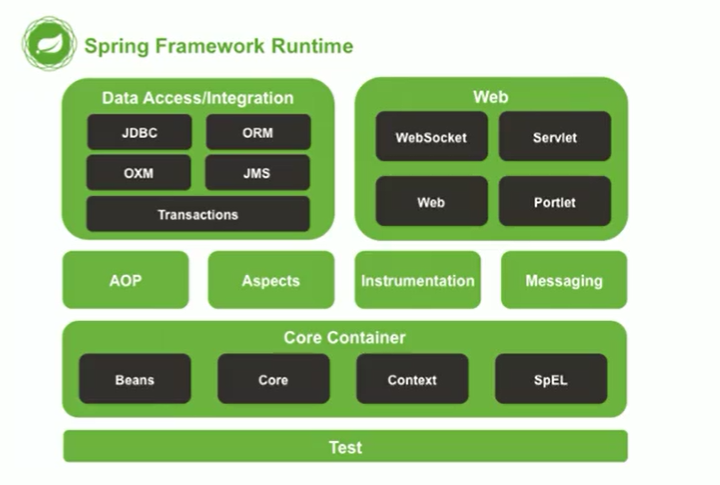 Spring Framework Runtime
Data Access/Integration
JDBC
ORM
OXM
JMS
Transactions
Web
WebSocket
Servlet
Web
Portlet
AOP
Aspects
Instrumentation
Messaging
Core Container
Beans
Core
Context
SpEL
Test